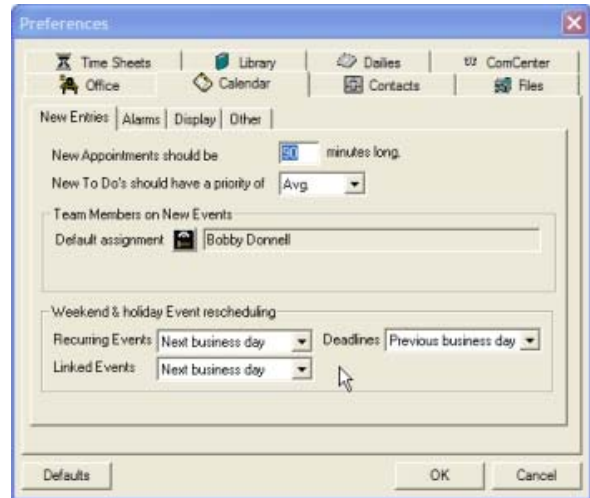 Preferences
Time Sheets Library Dailies ComCenter
Office Calendar Contacts Files
New Entries Alarms Display Other
New Appointments should be 90 minutes long.
New To Do's should have a priority of Avg.
Team Members on New Events
Default assignment Bobby Donnell
Weekend & holiday Event rescheduling
Recurring Events Next business day Deadlines Previous business day
Linked Events Next business day
Defaults OK Cancel